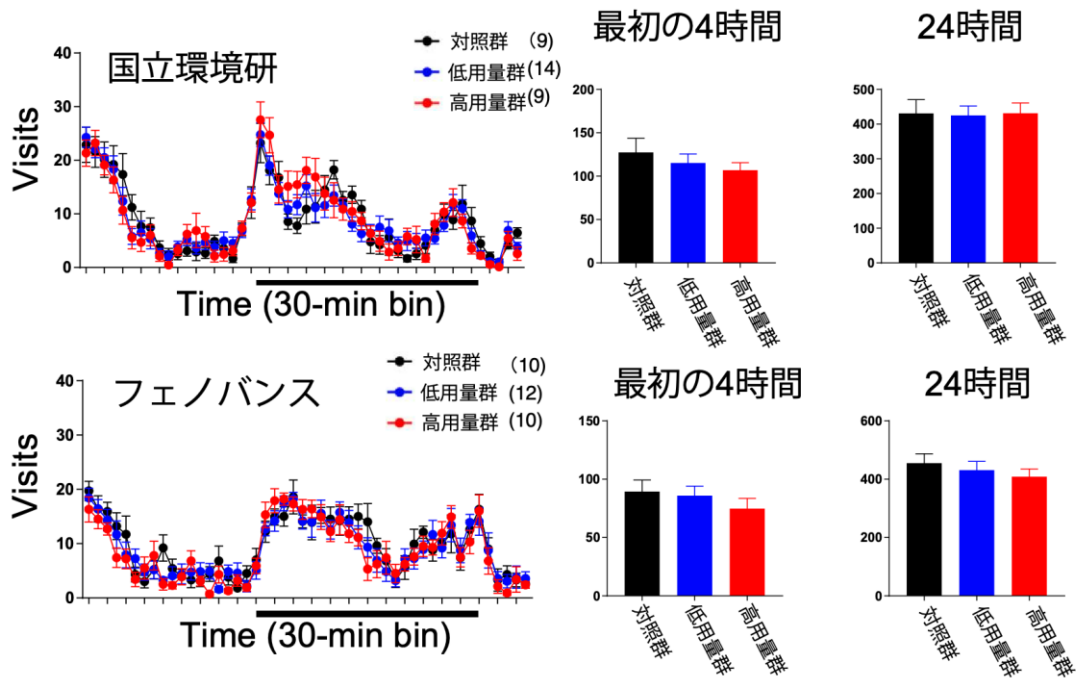 国立環境研
対照群 (9)
低用量群(14)
高用量群(9)
Visits
40
30
20
10
0
Time (30-min bin)
最初の4時間
200
150
100
50
0
対照群
低用量群
高用量群
24時間
500
400
300
200
100
0
対照群
低用量群
高用量群
フェノバンス
対照群 (10)
低用量群 (12)
高用量群 (10)
Visits
40
30
20
10
0
Time (30-min bin)
最初の4時間
150
100
50
0
対照群
低用量群
高用量群
24時間
600
400
200
0
対照群
低用量群
高用量群